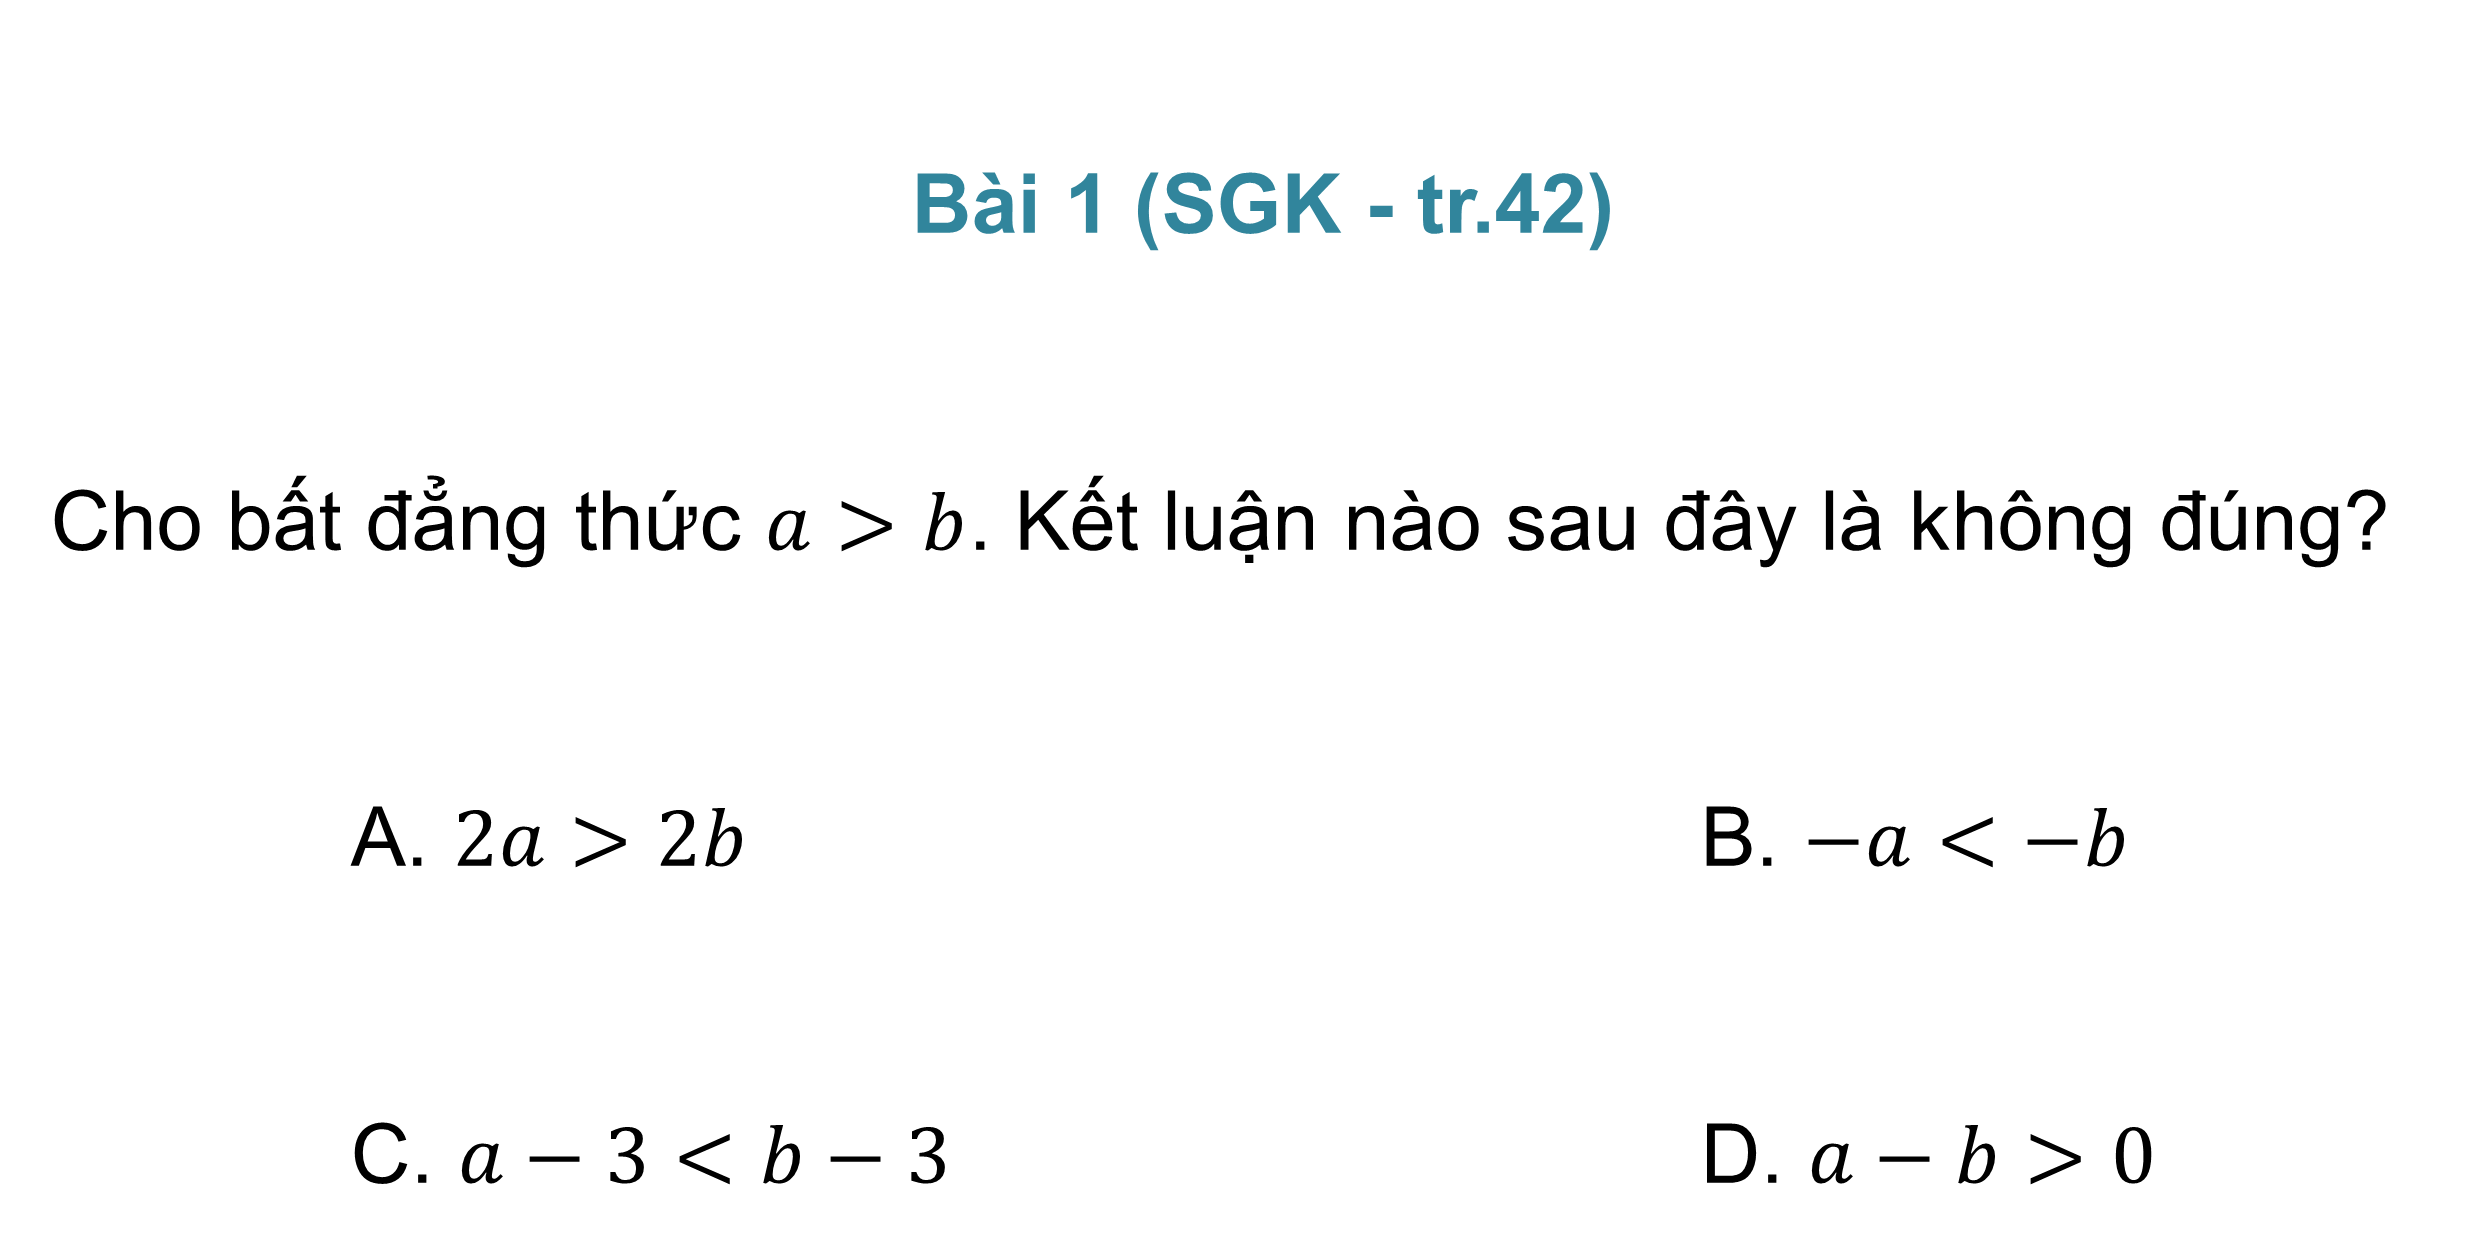 Bài 1 (SGK - tr.42)
Cho bất đẳng thức a > b. Kết luận nào sau đây là không đúng?
A. 2a > 2b
B. −a < −b
C. a − 3 < b − 3
D. a − b > 0